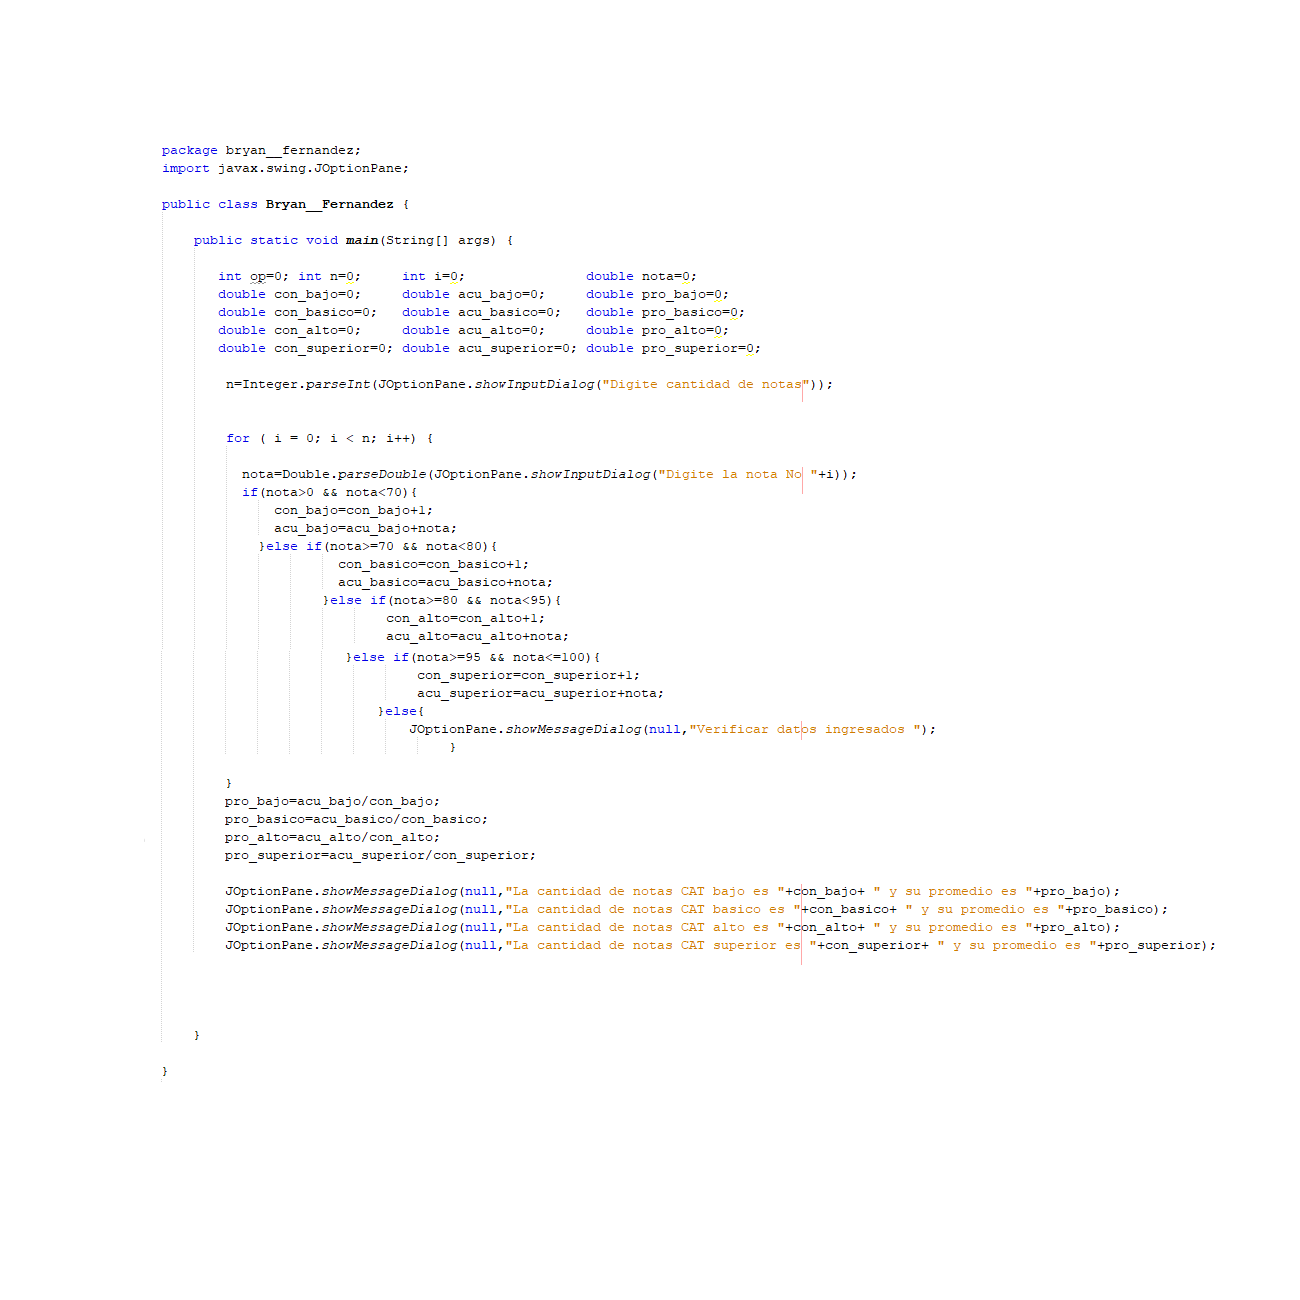 package bryan__fernandez;
import javax.swing.JOptionPane;
public class Bryan__Fernandez {
public static void main(String[] args) {
int op=0; int n=0; int i=0; double nota=0;
double con_bajo=0; double acu_bajo=0; double pro_bajo=0;
double con_basico=0; double acu_basico=0; double pro_basico=0;
double con_alto=0; double acu_alto=0; double pro_alto=0;
double con_superior=0; double acu_superior=0; double pro_superior=0;
n=Integer.parseInt(JOptionPane.showInputDialog("Digite cantidad de notas"));
for ( i = 0; i < n; i++) {
nota=Double.parseDouble(JOptionPane.showInputDialog("Digite la nota No "+i));
if(nota>0 && nota<70){
con_bajo=con_bajo+1;
acu_bajo=acu_bajo+nota;
}else if(nota>=70 && nota<80){
con_basico=con_basico+1;
acu_basico=acu_basico+nota;
}else if(nota>=80 && nota<95){
con_alto=con_alto+1;
acu_alto=acu_alto+nota;
}else if(nota>=95 && nota<=100){
con_superior=con_superior+1;
acu_superior=acu_superior+nota;
}else{
JOptionPane.showMessageDialog(null,"Verificar datos ingresados ");
}
}
pro_bajo=acu_bajo/con_bajo;
pro_basico=acu_basico/con_basico;
pro_alto=acu_alto/con_alto;
pro_superior=acu_superior/con_superior;
JOptionPane.showMessageDialog(null,"La cantidad de notas CAT bajo es "+con_bajo+ " y su promedio es "+pro_bajo);
JOptionPane.showMessageDialog(null,"La cantidad de notas CAT basico es "+con_basico+ " y su promedio es "+pro_basico);
JOptionPane.showMessageDialog(null,"La cantidad de notas CAT alto es "+con_alto+ " y su promedio es "+pro_alto);
JOptionPane.showMessageDialog(null,"La cantidad de notas CAT superior es "+con_superior+ " y su promedio es "+pro_superior);
}
}